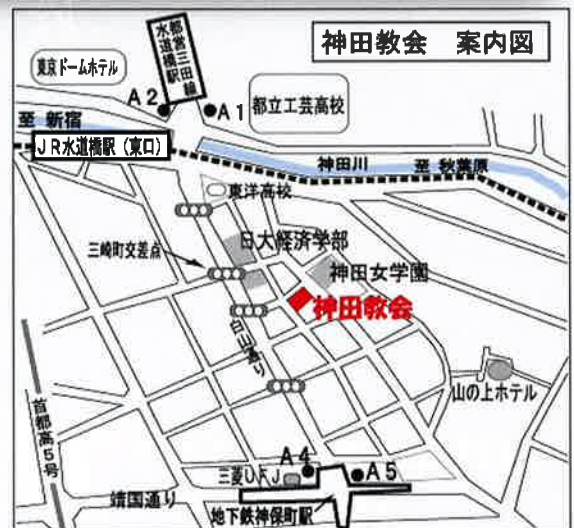 神田教会　案内図
東京ドームホテル
都営三田線
水道橋駅
A2
A1
都立工芸高校
至 新宿
JR水道橋駅（東口）
神田川
至 秋葉原
東洋高校
日大経済学部
三崎町交差点
神田女学園
神田教会
白山通り
山の上ホテル
首都高5号
A4
A5
三菱UFJ
靖国通り
地下鉄神保町駅